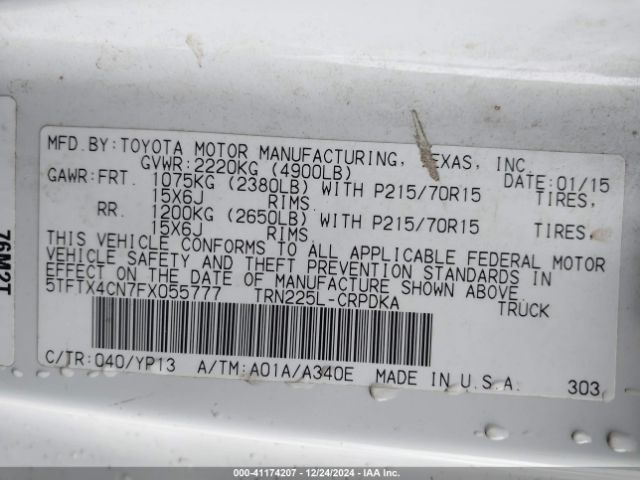 MFD.BY:TOYOTA MOTOR MANUFACTURING, TEXAS, INC.
GVWR:2220KG (4900LB) DATE:01/15
GAWR:FRT. 1075KG (2380LB) WITH P215/70R15 TIRES,
15X6J RIMS
RR. 1200KG (2650LB) WITH P215/70R15 TIRES,
15X6J RIMS
THIS VEHICLE CONFORMS TO ALL APPLICABLE FEDERAL MOTOR
VEHICLE SAFETY AND THEFT PREVENTION STANDARDS IN
EFFECT ON THE DATE OF MANUFACTURE SHOWN ABOVE.
5TFTX4CN7FX055777 TRN225L-CRPDKA TRUCK
C/TR:040/YP13 A/TM:A01A/A340E MADE IN U.S.A. 303
76M2T
000-41174207 - 12/24/2024 - IAA